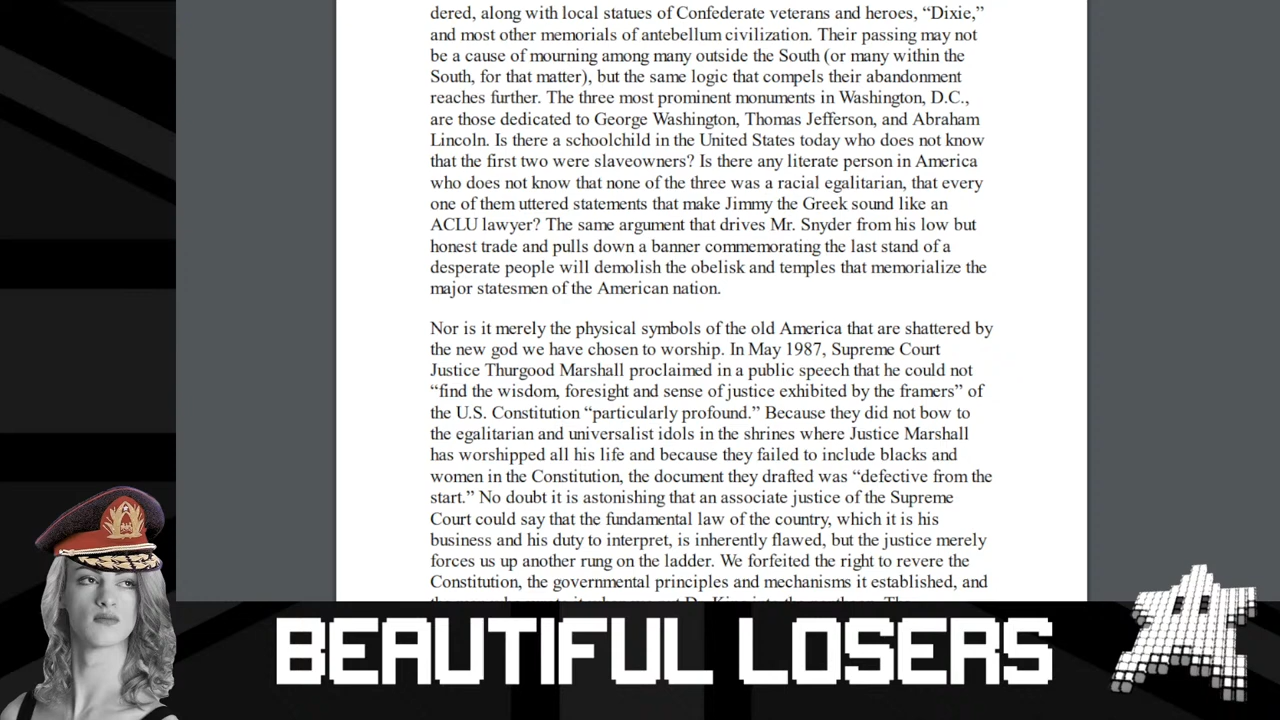 dered, along with local statues of Confederate veterans and heroes, “Dixie,”
and most other memorials of antebellum civilization. Their passing may not
be a cause of mourning among many outside the South (or many within the
South, for that matter), but the same logic that compels their abandonment
reaches further. The three most prominent monuments in Washington, D.C.,
are those dedicated to George Washington, Thomas Jefferson, and Abraham
Lincoln. Is there a schoolchild in the United States today who does not know
that the first two were slaveowners? Is there any literate person in America
who does not know that none of the three was a racial egalitarian, that every
one of them uttered statements that make Jimmy the Greek sound like an
ACLU lawyer? The same argument that drives Mr. Snyder from his low but
honest trade and pulls down a banner commemorating the last stand of a
desperate people will demolish the obelisk and temples that memorialize the
major statesmen of the American nation.
Nor is it merely the physical symbols of the old America that are shattered by
the new god we have chosen to worship. In May 1987, Supreme Court
Justice Thurgood Marshall proclaimed in a public speech that he could not
“find the wisdom, foresight and sense of justice exhibited by the framers” of
the U.S. Constitution “particularly profound.” Because they did not bow to
the egalitarian and universalist idols in the shrines where Justice Marshall
has worshipped all his life and because they failed to include blacks and
women in the Constitution, the document they drafted was “defective from the
start.” No doubt it is astonishing that an associate justice of the Supreme
Court could say that the fundamental law of the country, which it is his
business and his duty to interpret, is inherently flawed, but the justice merely
forces us up another rung on the ladder. We forfeited the right to revere the
Constitution, the governmental principles and mechanisms it established, and
BEAUTIFUL LOSERS